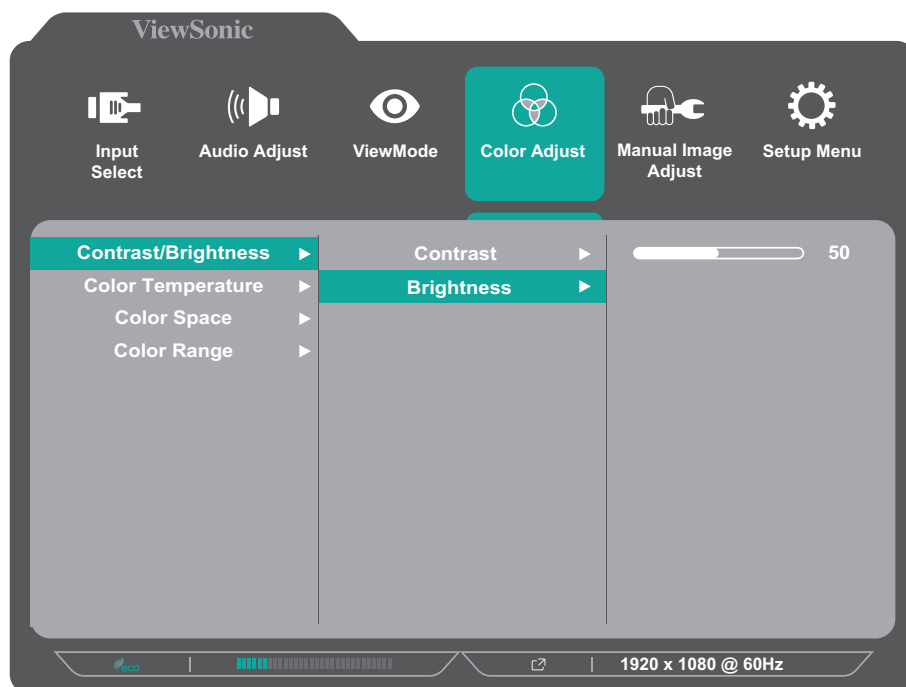 ViewSonic
Input
Select
Audio Adjust
ViewMode
Color Adjust
Manual Image
Adjust
Setup Menu
Contrast/Brightness
Contrast
50
Color Temperature
Brightness
Color Space
Color Range
eco
1920 x 1080 @ 60Hz